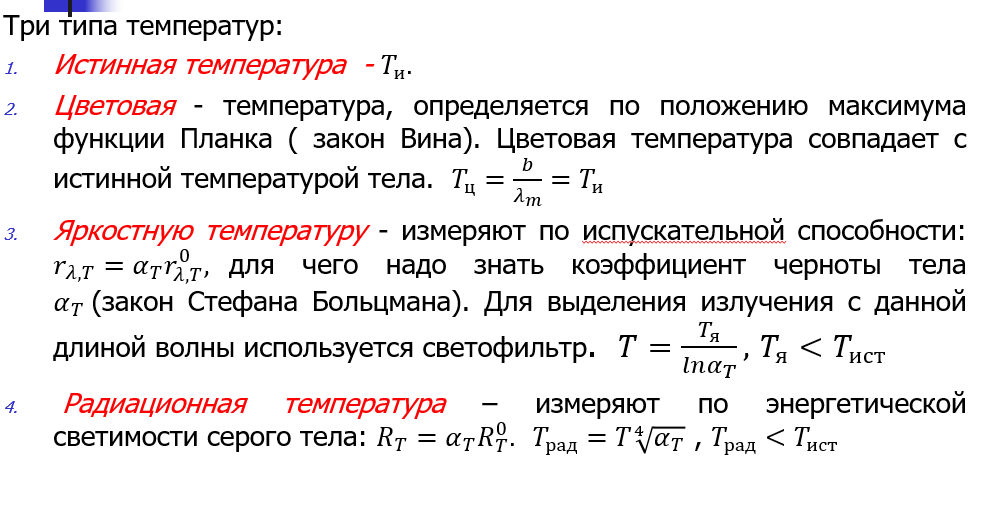 Три типа температур:
1. Истинная температура - Tи.
2. Цветовая - температура, определяется по положению максимума
функции Планка ( закон Вина). Цветовая температура совпадает с
истинной температурой тела. Tц = b/λm = Tи
3. Яркостную температуру - измеряют по испускательной способности:
rλ,T = αT r⁰λ,T, для чего надо знать коэффициент черноты тела
αT (закон Стефана Больцмана). Для выделения излучения с данной
длиной волны используется светофильтр. T = Tя/lnαT, Tя < Tист
4. Радиационная температура – измеряют по энергетической
светимости серого тела: RT = αT R⁰T. Tрад = T∜αT , Tрад < Tист